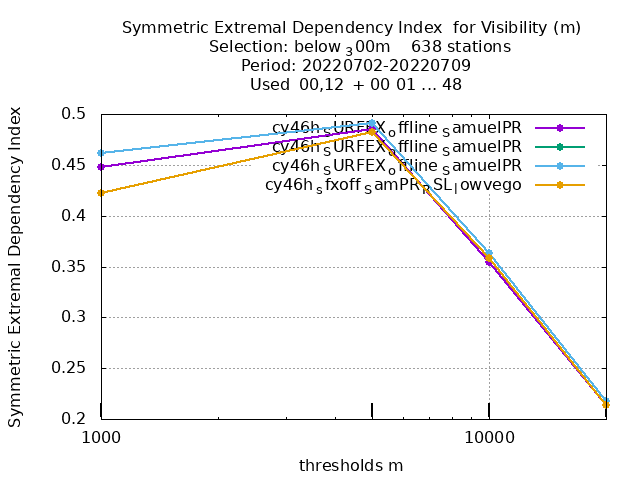 Symmetric Extremal Dependency Index for Visibility (m)
Selection: below 300m 638 stations
Period: 20220702-20220709
Used 00,12 + 00 01 ... 48
Symmetric Extremal Dependency Index
0.5
0.45
0.4
0.35
0.3
0.25
0.2
cy46h SURFEX offline SamuelPR
cy46h SURFEX offline SamuelPR
cy46h SURFEX offline SamuelPR
cy46h sfxoff samPR RSL lowvego
1000
10000
thresholds m